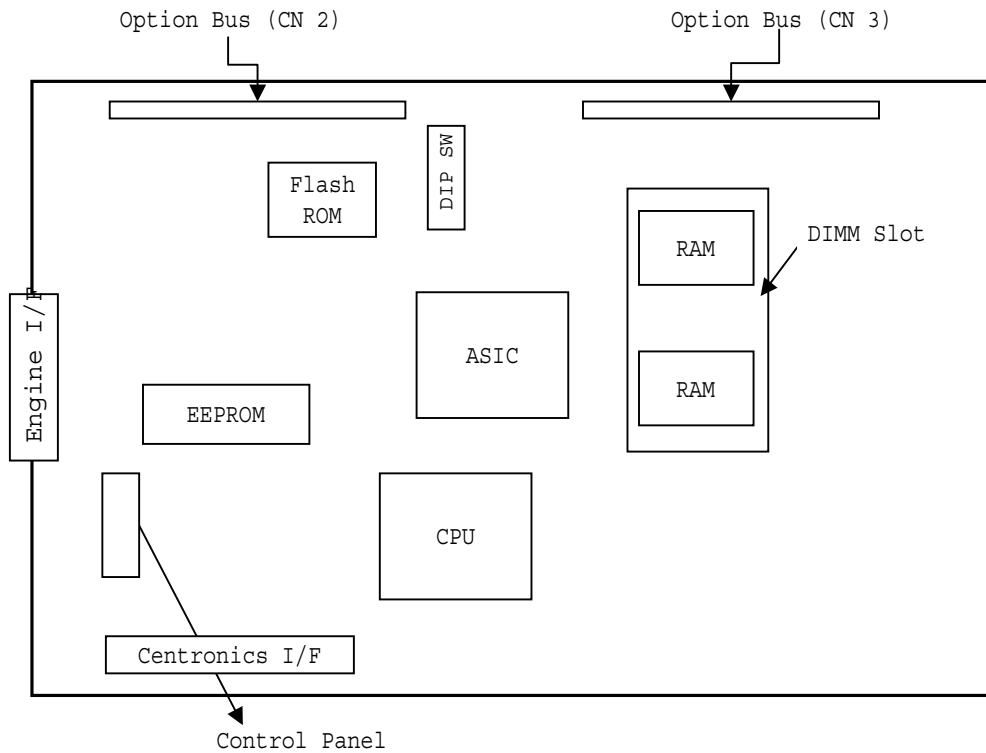 Option Bus (CN 2)
Option Bus (CN 3)
DIP SW
Flash
ROM
RAM
DIMM Slot
Engine I/F
ASIC
RAM
EEPROM
CPU
Centronics I/F
Control Panel